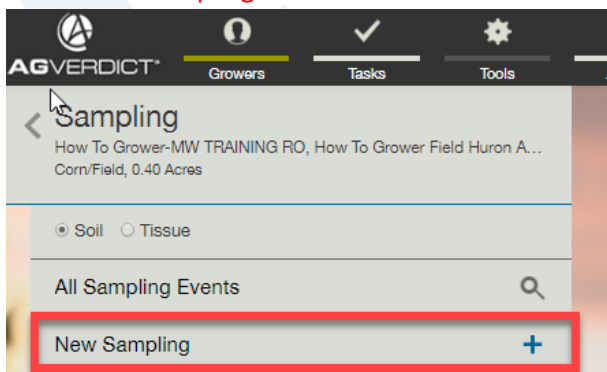 AGVERDICT
Growers
Tasks
Tools
Sampling
How To Grower-MW TRAINING RO, How To Grower Field Huron A...
Corn/Field, 0.40 Acres
Soil Tissue
All Sampling Events
New Sampling